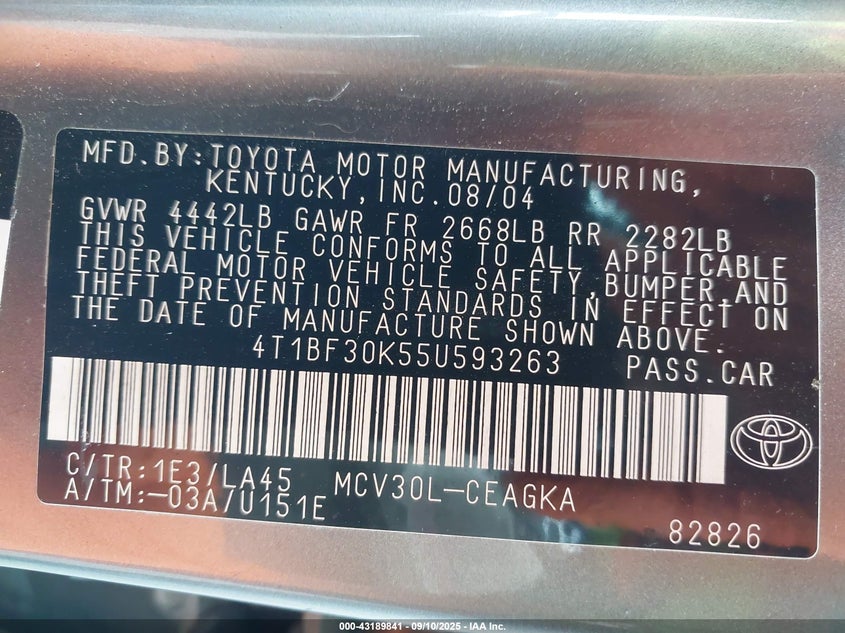 MFD.BY:TOYOTA MOTOR MANUFACTURING,
KENTUCKY,INC.08/04
GVWR 4442LB GAWR FR 2668LB RR 2282LB
THIS VEHICLE CONFORMS TO ALL APPLICABLE
FEDERAL MOTOR VEHICLE SAFETY,BUMPER,AND
THEFT PREVENTION STANDARDS IN EFFECT ON
THE DATE OF MANUFACTURE SHOWN ABOVE.
4T1BF30K55U593263 PASS.CAR
C/TR:1E3/LA45 MCV30L-CEAGKA
A/TM:-03A/U151E
82826
000-43189841 - 09/10/2025 - IAA Inc.